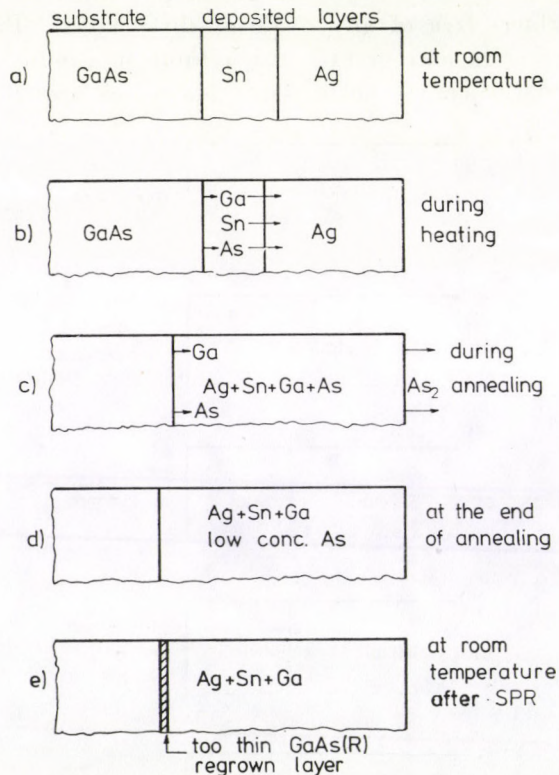 substrate deposited layers
a) GaAs Sn Ag at room
temperature
Ga
b) GaAs Sn Ag during
As heating
Ga during
c) Ag+Sn+Ga+As As2 annealing
As
Ag+Sn+Ga at the end
d) low conc. As of annealing
at room
e) Ag+Sn+Ga temperature
after SPR
too thin GaAs(R)
regrown layer